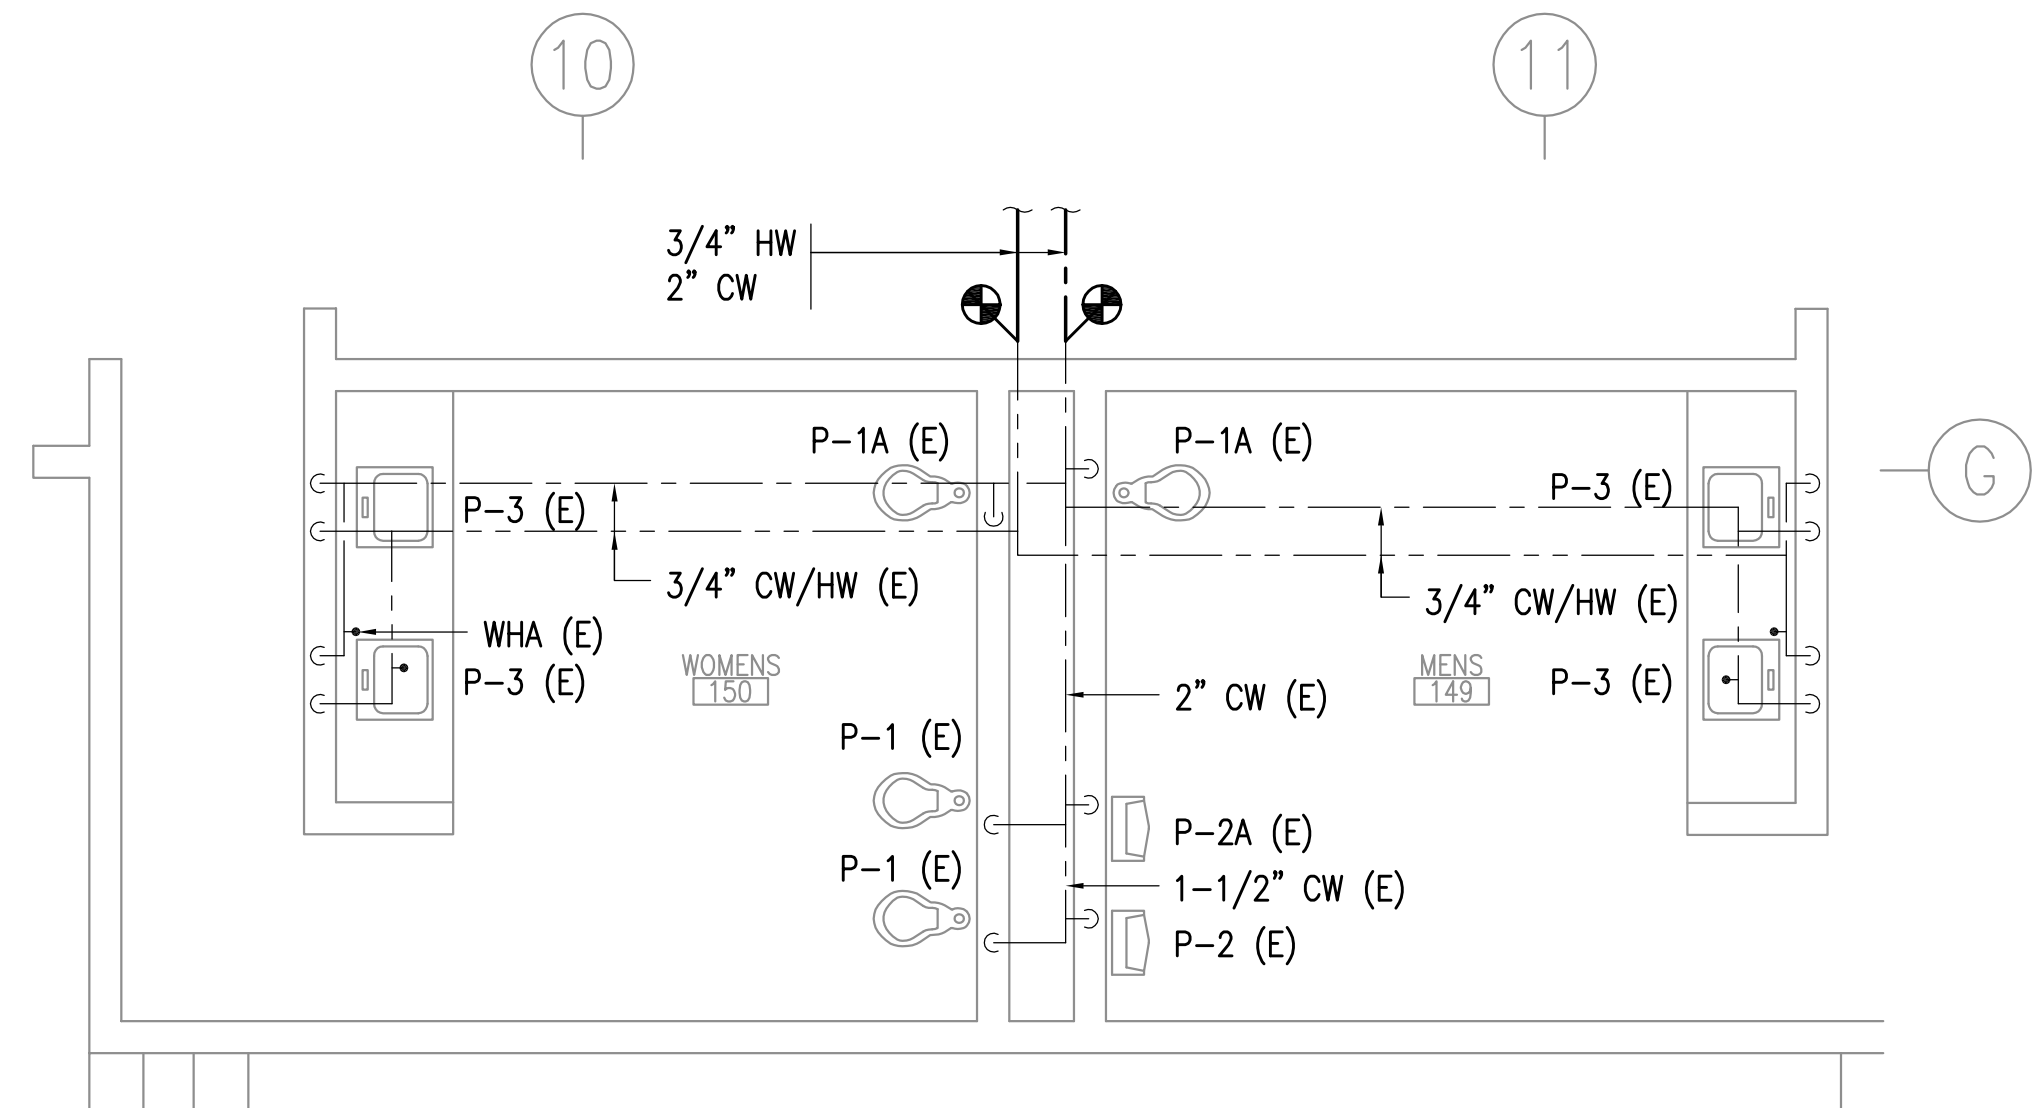 10
11
3/4” HW
2” CW
P-1A (E)
P-1A (E)
G
P-3 (E)
P-3 (E)
3/4” CW/HW (E)
3/4” CW/HW (E)
WHA (E)
P-3 (E)
WOMENS
150
MENS
149
P-3 (E)
2” CW (E)
P-1 (E)
P-2A (E)
P-1 (E)
1-1/2” CW (E)
P-2 (E)